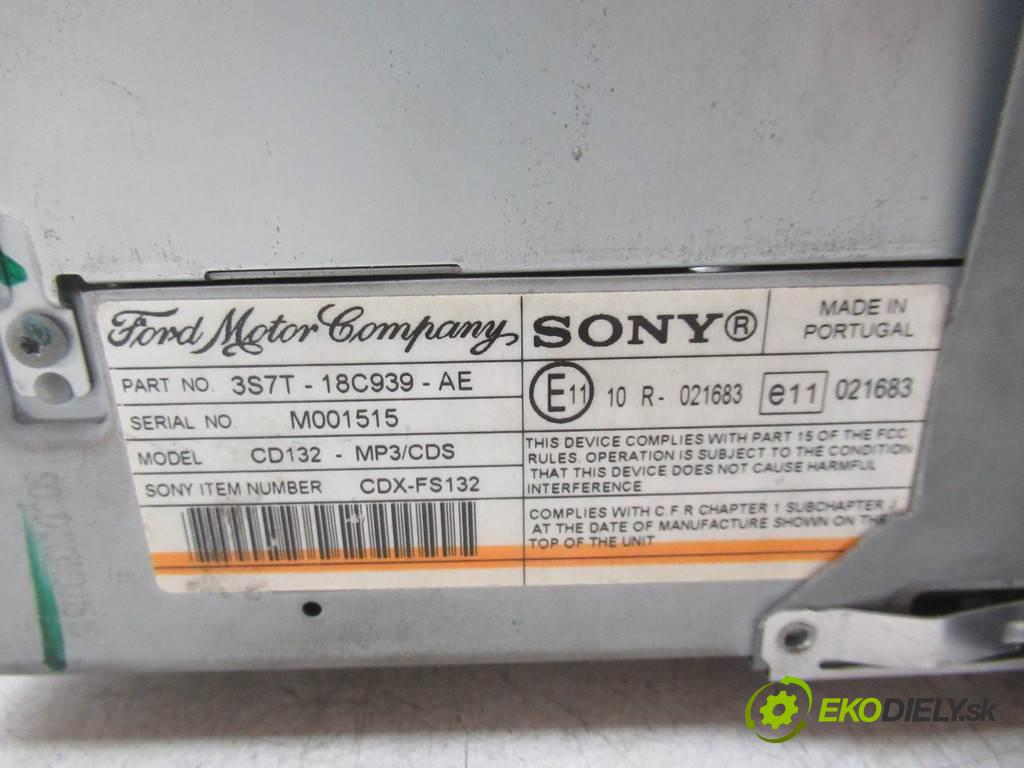 Ford Motor Company
PART NO. 3S7T - 18C939 - AE
SERIAL NO. M001515
MODEL CD132 - MP3/CDS
SONY ITEM NUMBER CDX-FS132
SONY®
MADE IN
PORTUGAL
E11 10 R- 021683 e11 021683
THIS DEVICE COMPLIES WITH PART 15 OF THE FCC
RULES. OPERATION IS SUBJECT TO THE CONDITION
THAT THIS DEVICE DOES NOT CAUSE HARMFUL
INTERFERENCE
COMPLIES WITH C.F.R CHAPTER 1 SUBCHAPTER J
AT THE DATE OF MANUFACTURE SHOWN ON THE
TOP OF THE UNIT
EKODIELY.sk